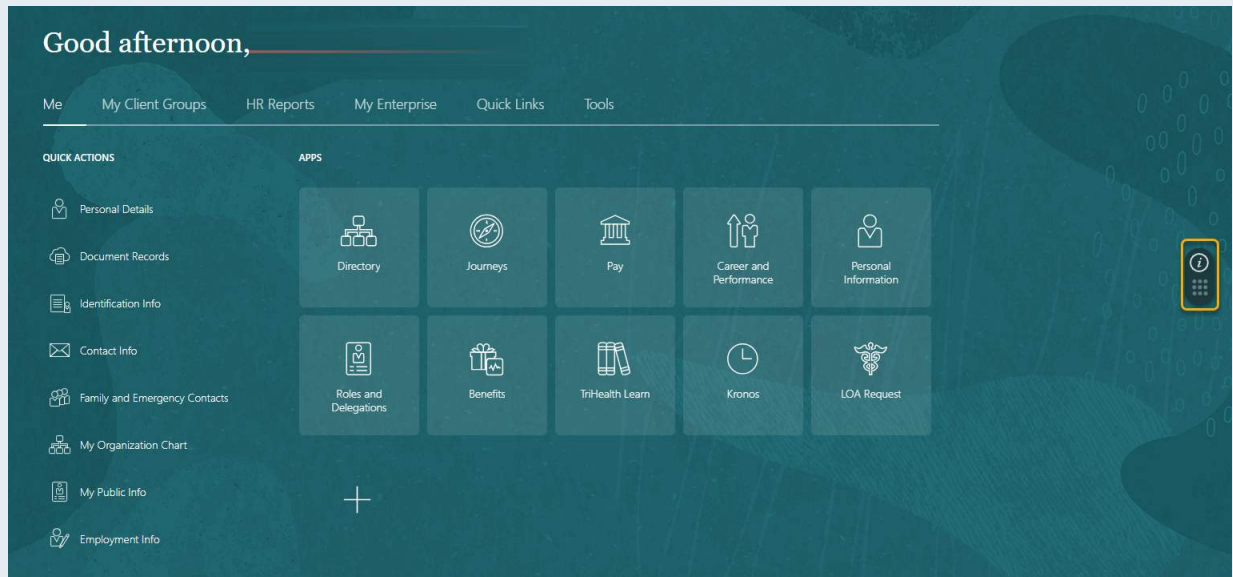 Good afternoon,
Me My Client Groups HR Reports My Enterprise Quick Links Tools
QUICK ACTIONS
Personal Details
Document Records
Identification Info
Contact Info
Family and Emergency Contacts
My Organization Chart
My Public Info
Employment Info
APPS
Directory
Journeys
Pay
Career and
Performance
Personal
Information
Roles and
Delegations
Benefits
TriHealth Learn
Kronos
LOA Request